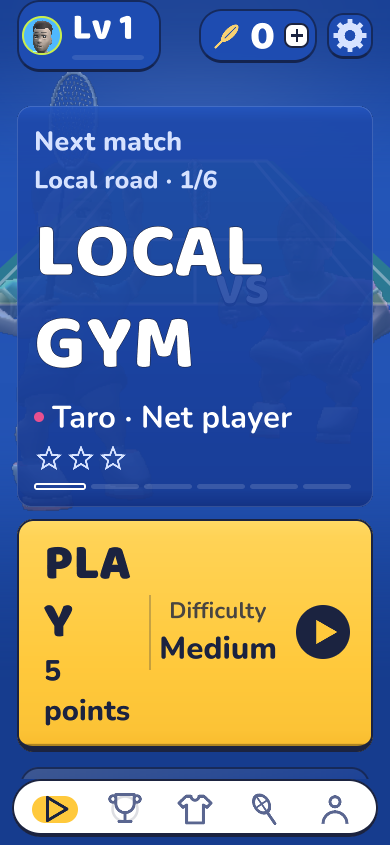 Lv 1
0
Next match
Local road · 1/6
LOCAL
GYM
VS
Taro · Net player
PLA
Y
5
points
Difficulty
Medium